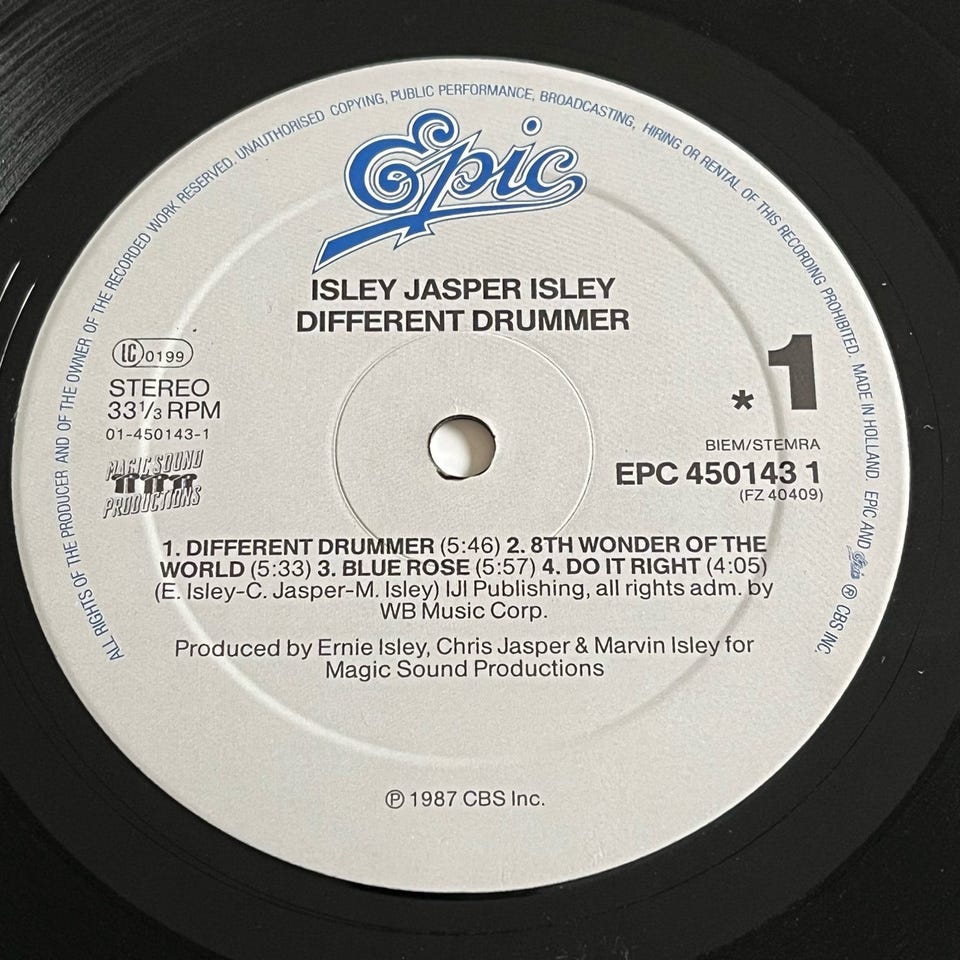 ALL RIGHTS OF THE PRODUCER AND OF THE OWNER OF THE RECORDED WORK RESERVED. UNAUTHORISED COPYING, PUBLIC PERFORMANCE, BROADCASTING, HIRING OR RENTAL OF THIS RECORDING PROHIBITED. MADE IN HOLLAND. EPIC AND Epic ® CBS INC.
Epic
ISLEY JASPER ISLEY
DIFFERENT DRUMMER
LC 0199
STEREO
33 1/3 RPM
01-450143-1
MAGIC SOUND
PRODUCTIONS
* 1
BIEM/STEMRA
EPC 450143 1
(FZ 40409)
1. DIFFERENT DRUMMER (5:46) 2. 8TH WONDER OF THE
WORLD (5:33) 3. BLUE ROSE (5:57) 4. DO IT RIGHT (4:05)
(E. Isley-C. Jasper-M. Isley) IJI Publishing, all rights adm. by
WB Music Corp.
Produced by Ernie Isley, Chris Jasper & Marvin Isley for
Magic Sound Productions
℗ 1987 CBS Inc.